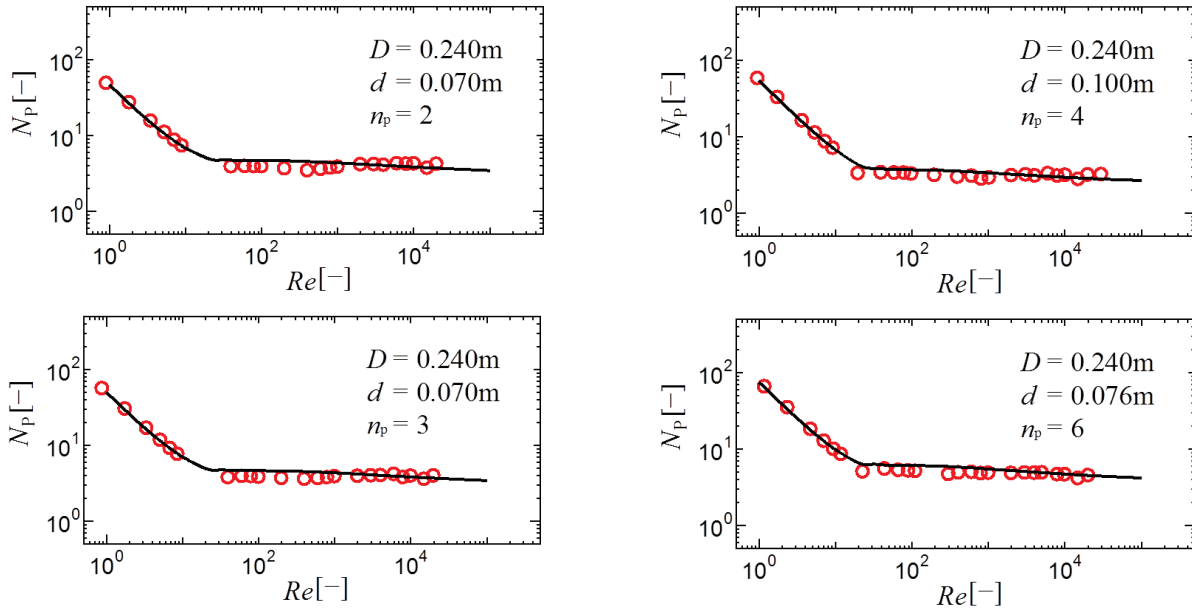 N_P[−]
10²
10¹
10⁰
D = 0.240m
d = 0.070m
n_p = 2
10⁰ 10² 10⁴
Re[−]
N_P[−]
10²
10¹
10⁰
D = 0.240m
d = 0.100m
n_p = 4
10⁰ 10² 10⁴
Re[−]
N_P[−]
10²
10¹
10⁰
D = 0.240m
d = 0.070m
n_p = 3
10⁰ 10² 10⁴
Re[−]
N_P[−]
10²
10¹
10⁰
D = 0.240m
d = 0.076m
n_p = 6
10⁰ 10² 10⁴
Re[−]